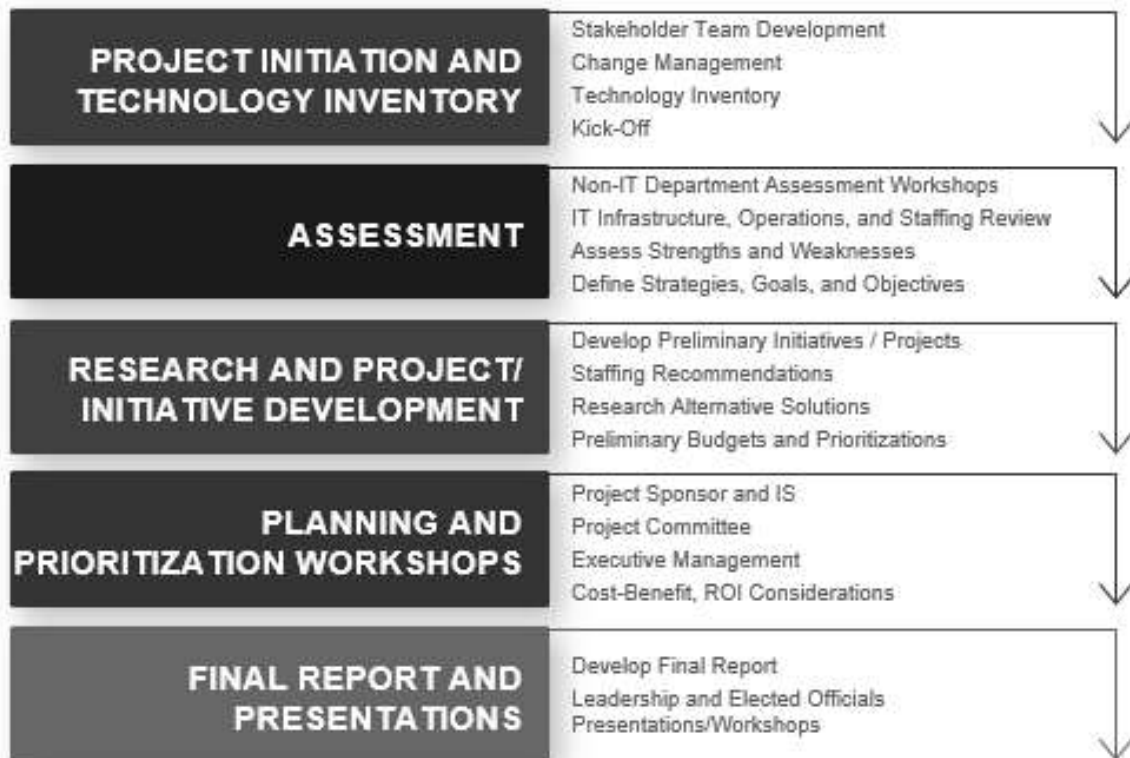 PROJECT INITIATION AND
TECHNOLOGY INVENTORY
Stakeholder Team Development
Change Management
Technology Inventory
Kick-Off
ASSESSMENT
Non-IT Department Assessment Workshops
IT Infrastructure, Operations, and Staffing Review
Assess Strengths and Weaknesses
Define Strategies, Goals, and Objectives
RESEARCH AND PROJECT/
INITIATIVE DEVELOPMENT
Develop Preliminary Initiatives / Projects
Staffing Recommendations
Research Alternative Solutions
Preliminary Budgets and Prioritizations
PLANNING AND
PRIORITIZATION WORKSHOPS
Project Sponsor and IS
Project Committee
Executive Management
Cost-Benefit, ROI Considerations
FINAL REPORT AND
PRESENTATIONS
Develop Final Report
Leadership and Elected Officials
Presentations/Workshops